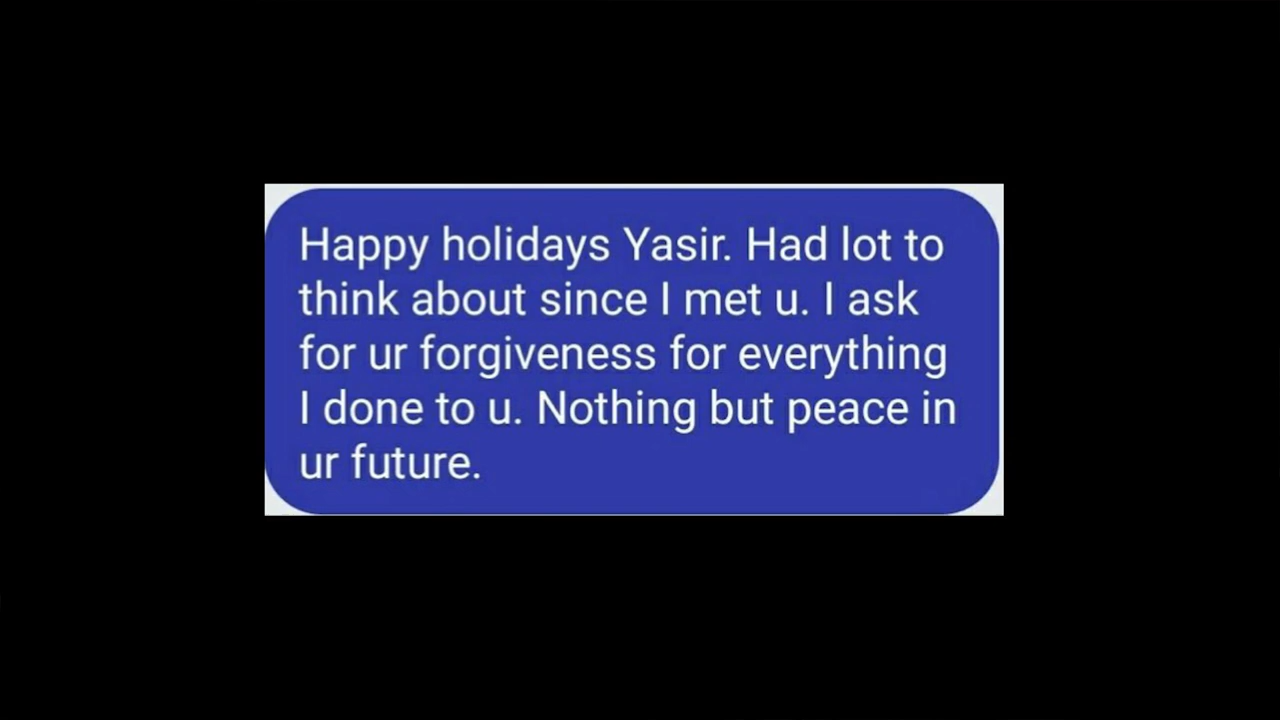 Happy holidays Yasir. Had lot to
think about since I met u. I ask
for ur forgiveness for everything
I done to u. Nothing but peace in
ur future.